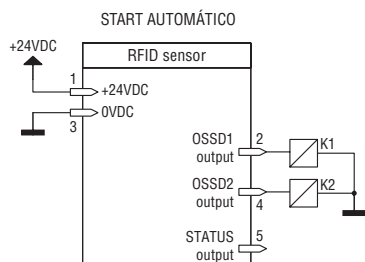 START AUTOMÁTICO
+24VDC
RFID sensor
1
+24VDC
0VDC
3
OSSD1
output
2
K1
OSSD2
output
4
K2
STATUS
output
5